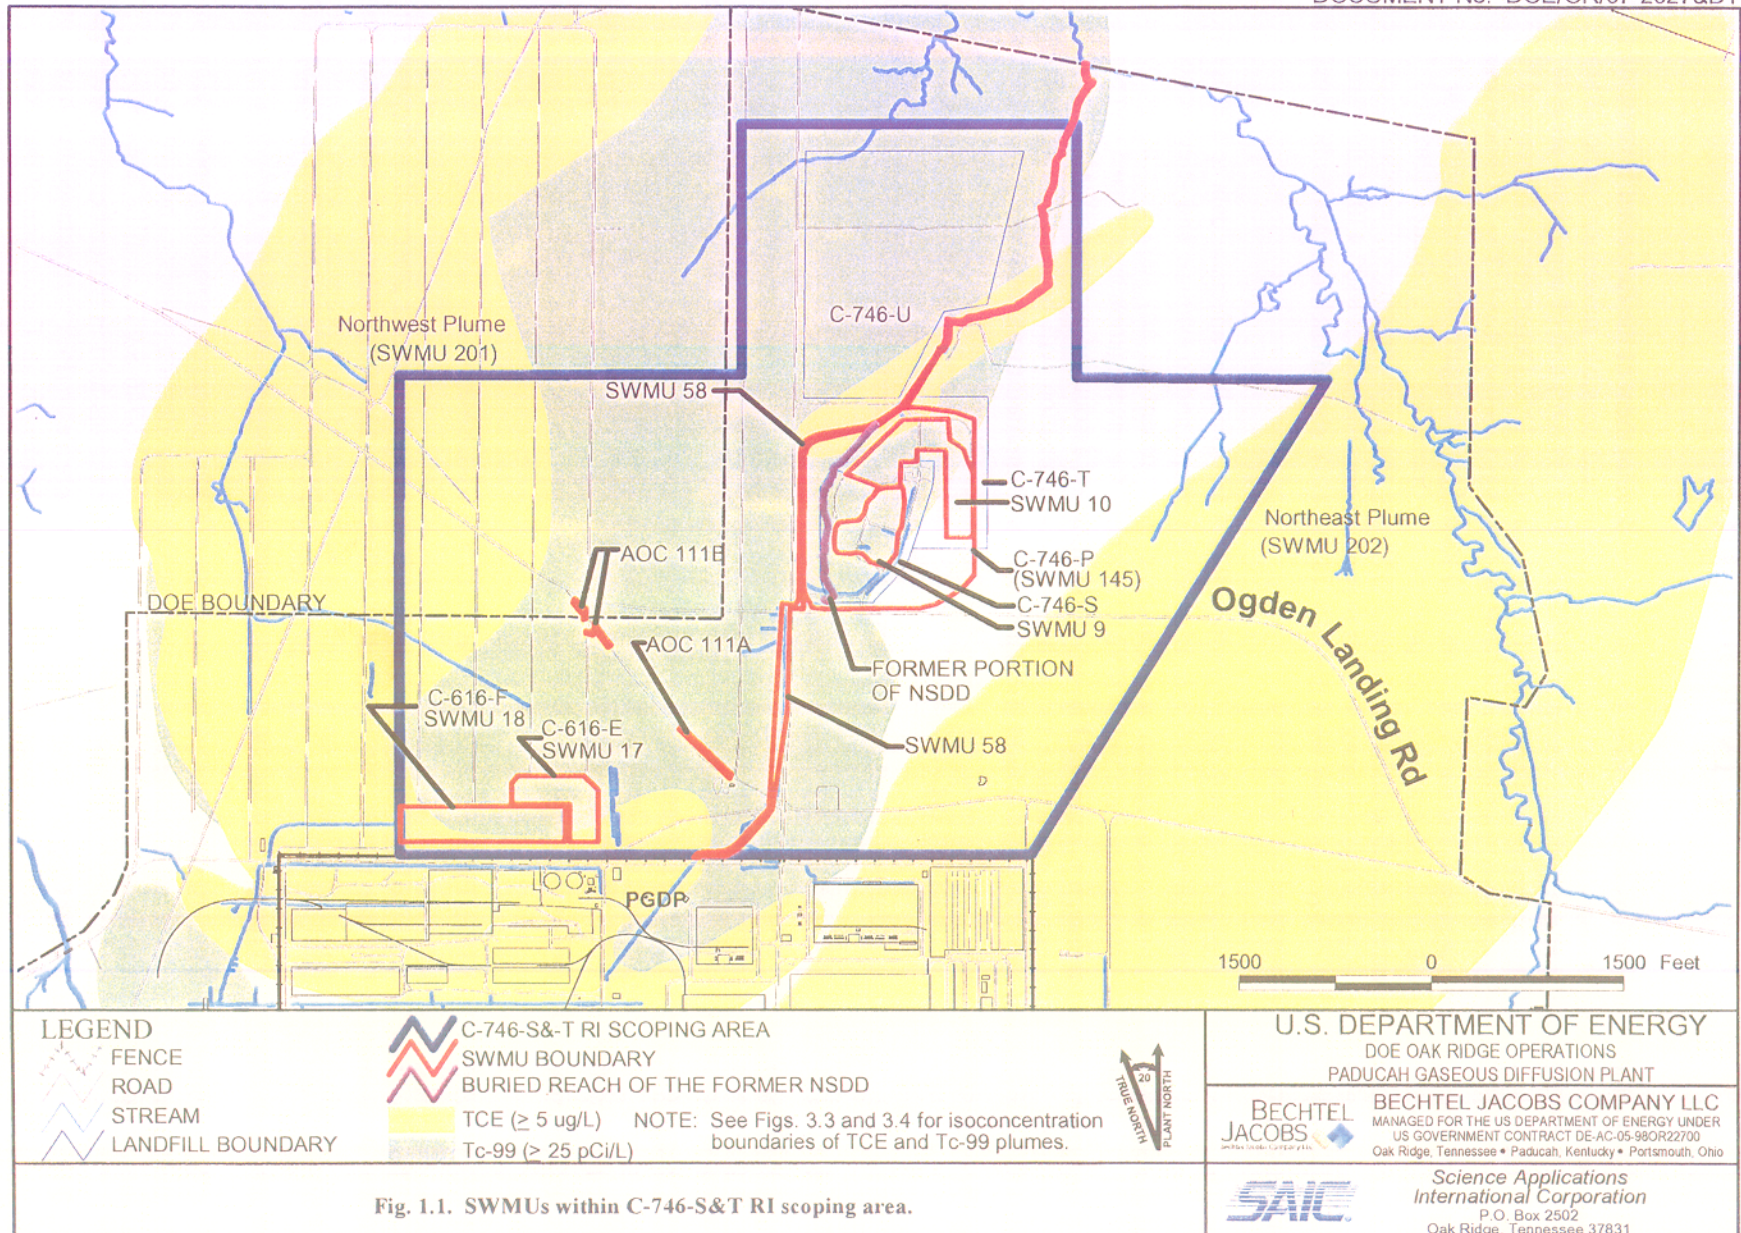 Northwest Plume
(SWMU 201)
C-746-U
SWMU 58
C-746-T
SWMU 10
Northeast Plume
(SWMU 202)
AOC 111B
C-746-P
(SWMU 145)
DOE BOUNDARY
C-746-S
SWMU 9
Ogden Landing Rd
AOC 111A
FORMER PORTION
OF NSDD
C-616-F
SWMU 18
C-616-E
SWMU 17
SWMU 58
PGDP
1500 0 1500 Feet
LEGEND
FENCE
ROAD
STREAM
LANDFILL BOUNDARY
C-746-S&-T RI SCOPING AREA
SWMU BOUNDARY
BURIED REACH OF THE FORMER NSDD
TCE (≥ 5 ug/L)
Tc-99 (≥ 25 pCi/L)
NOTE: See Figs. 3.3 and 3.4 for isoconcentration
boundaries of TCE and Tc-99 plumes.
20
TRUE NORTH
PLANT NORTH
U.S. DEPARTMENT OF ENERGY
DOE OAK RIDGE OPERATIONS
PADUCAH GASEOUS DIFFUSION PLANT
BECHTEL
JACOBS
BECHTEL JACOBS COMPANY LLC
MANAGED FOR THE US DEPARTMENT OF ENERGY UNDER
US GOVERNMENT CONTRACT DE-AC-05-98OR22700
Oak Ridge, Tennessee • Paducah, Kentucky • Portsmouth, Ohio
Fig. 1.1. SWMUs within C-746-S&T RI scoping area.
SAIC
Science Applications
International Corporation
P.O. Box 2502
Oak Ridge, Tennessee 37831